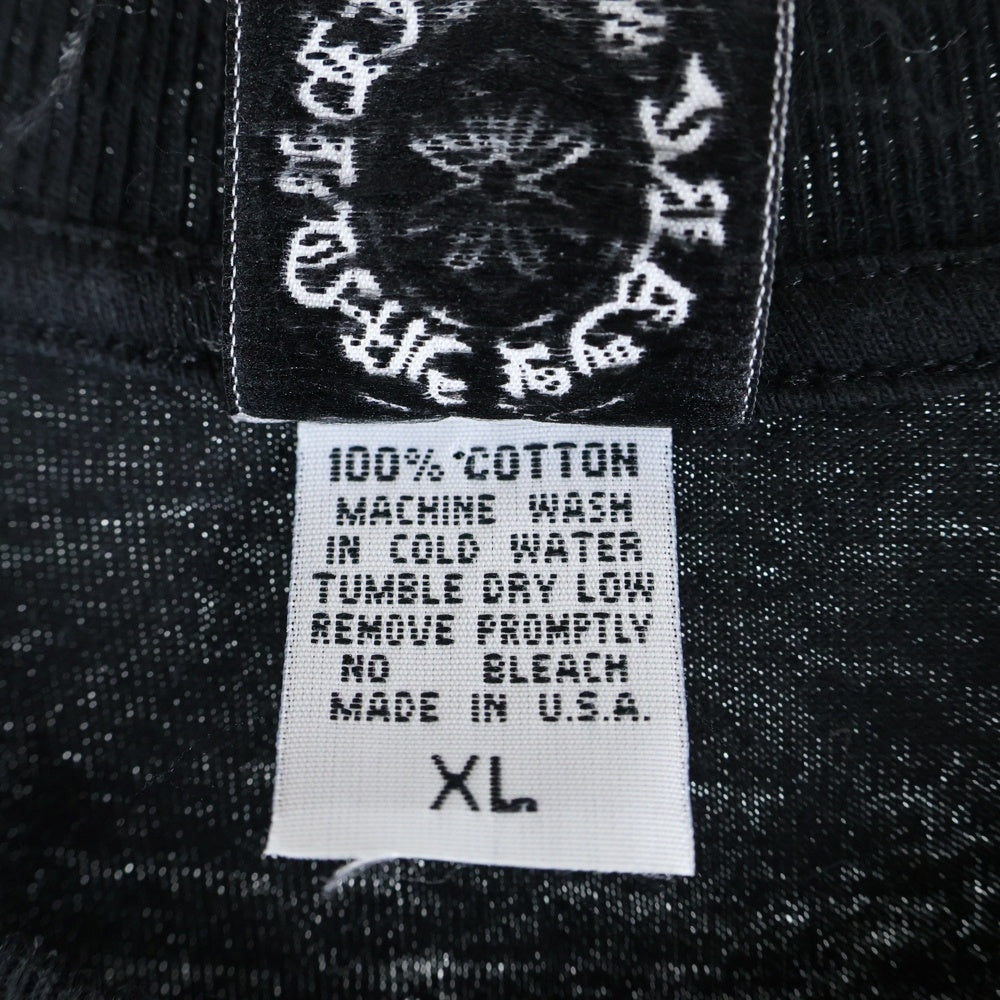 100% COTTON
MACHINE WASH
IN COLD WATER
TUMBLE DRY LOW
REMOVE PROMPTLY
NO BLEACH
MADE IN U.S.A.
XL